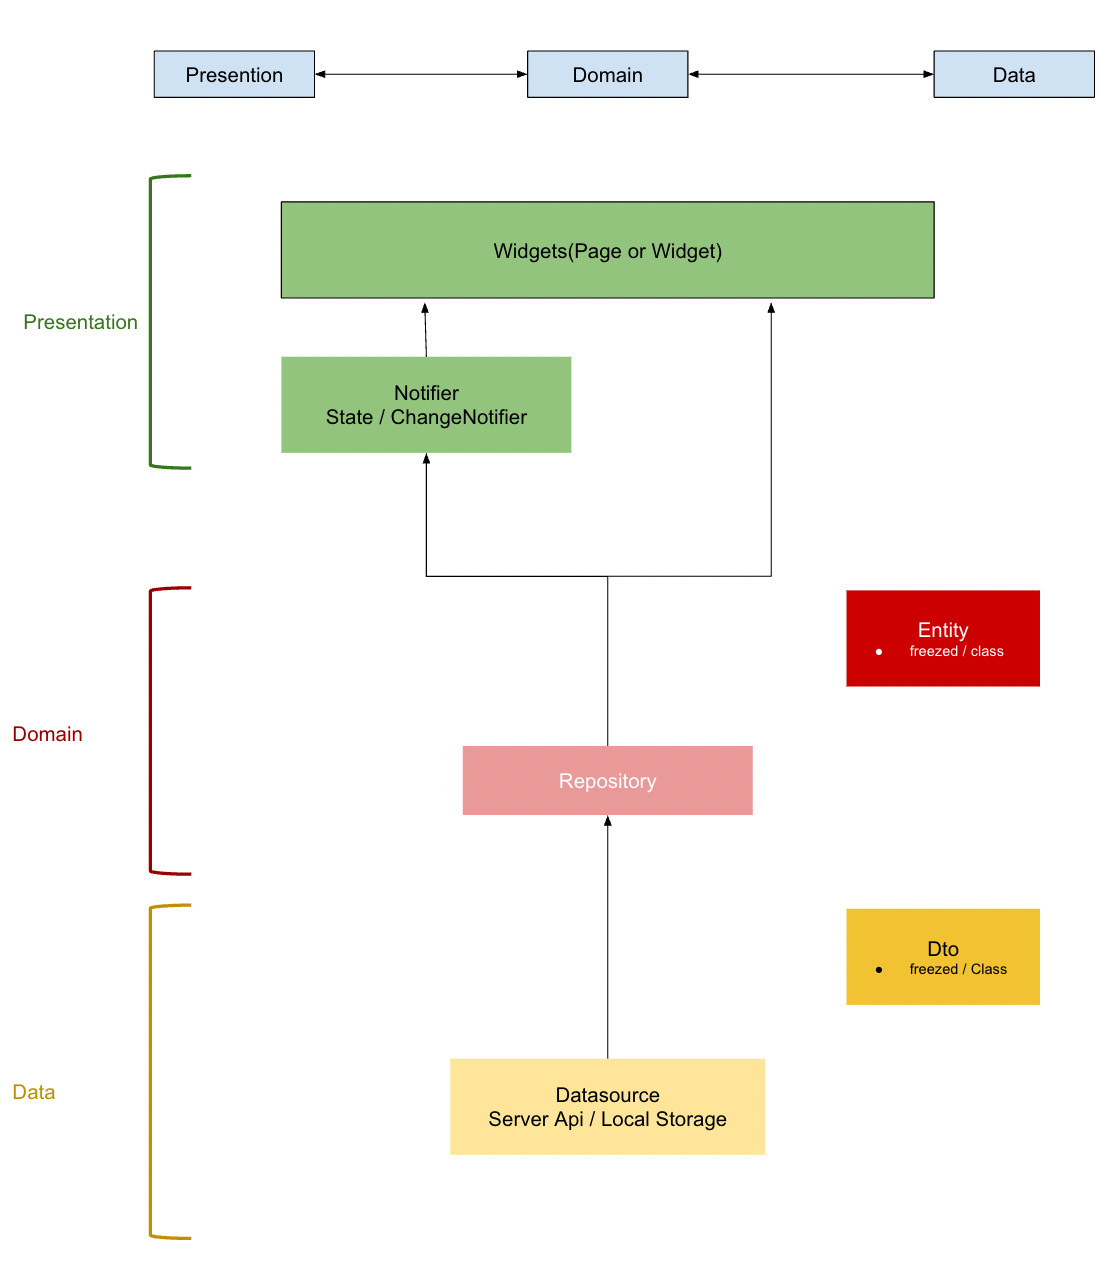 Presention
Domain
Data
Widgets(Page or Widget)
Presentation
Notifier
State / ChangeNotifier
Entity
● freezed / class
Domain
Repository
Dto
● freezed / Class
Data
Datasource
Server Api / Local Storage